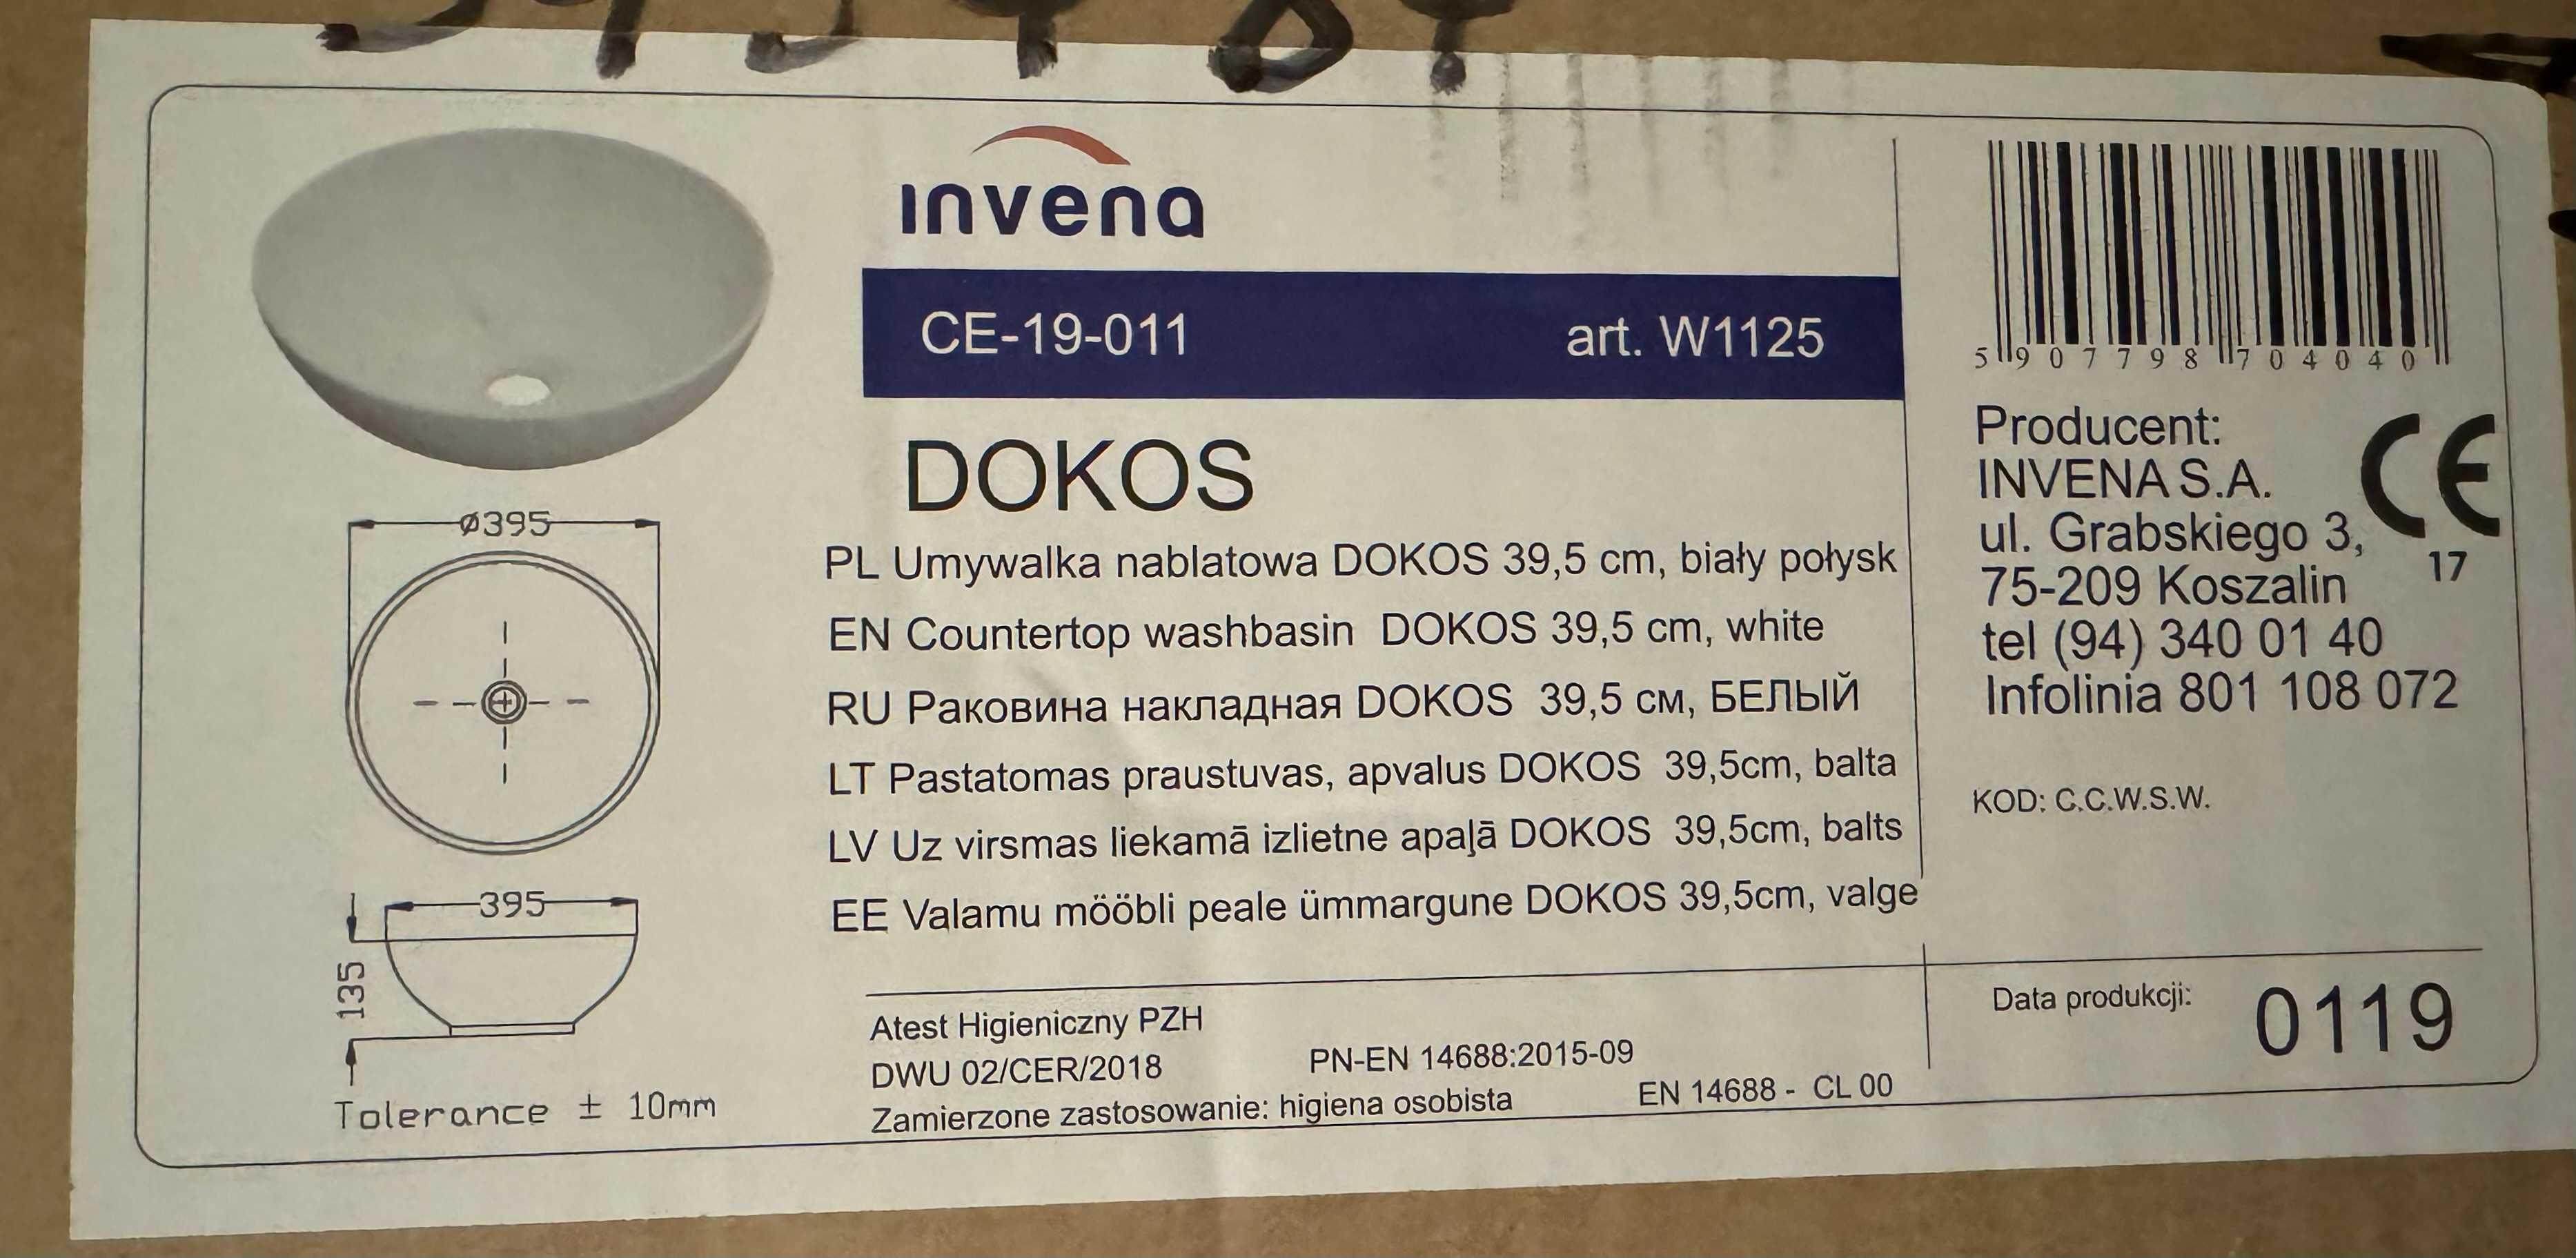 invena
CE-19-011 art. W1125
DOKOS
PL Umywalka nablatowa DOKOS 39,5 cm, biały połysk
EN Countertop washbasin DOKOS 39,5 cm, white
RU Раковина накладная DOKOS 39,5 см, БЕЛЫЙ
LT Pastatomas praustuvas, apvalus DOKOS 39,5cm, balta
LV Uz virsmas liekamā izlietne apaļā DOKOS 39,5cm, balts
EE Valamu mööbli peale ümmargune DOKOS 39,5cm, valge
Ø395
395
135
Tolerance ± 10mm
Atest Higieniczny PZH
DWU 02/CER/2018 PN-EN 14688:2015-09
Zamierzone zastosowanie: higiena osobista EN 14688 - CL 00
5 907798 704040
Producent:
INVENA S.A.
ul. Grabskiego 3,
75-209 Koszalin
tel (94) 340 01 40
Infolinia 801 108 072
CE
17
KOD: C.C.W.S.W.
Data produkcji: 0119